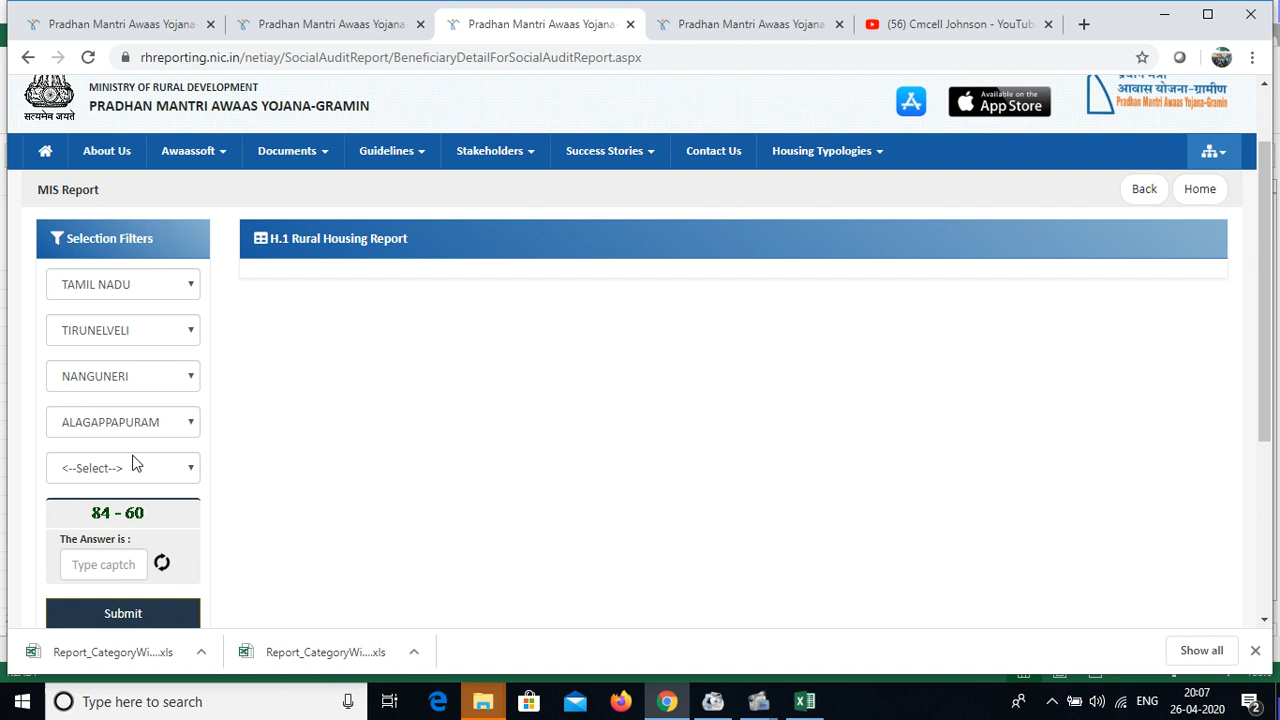 Pradhan Mantri Awaas Yojana-
Pradhan Mantri Awaas Yojana-
Pradhan Mantri Awaas Yojana-
Pradhan Mantri Awaas Yojana
(56) Cmcell Johnson - YouTub
rhreporting.nic.in/netiay/SocialAuditReport/BeneficiaryDetailForSocialAuditReport.aspx
सत्यमेव जयते
MINISTRY OF RURAL DEVELOPMENT
PRADHAN MANTRI AWAAS YOJANA-GRAMIN
Available on the
App Store
प्रधान मंत्री
आवास योजना-ग्रामीण
Pradhan Mantri Awaas Yojana-Gramin
About Us
Awaassoft
Documents
Guidelines
Stakeholders
Success Stories
Contact Us
Housing Typologies
MIS Report
Back
Home
Selection Filters
H.1 Rural Housing Report
TAMIL NADU
TIRUNELVELI
NANGUNERI
ALAGAPPAPURAM
<--Select-->
84 - 60
The Answer is :
Type captch
Submit
Report_CategoryWi....xls
Report_CategoryWi....xls
Show all
Type here to search
ENG
20:07
26-04-2020
2